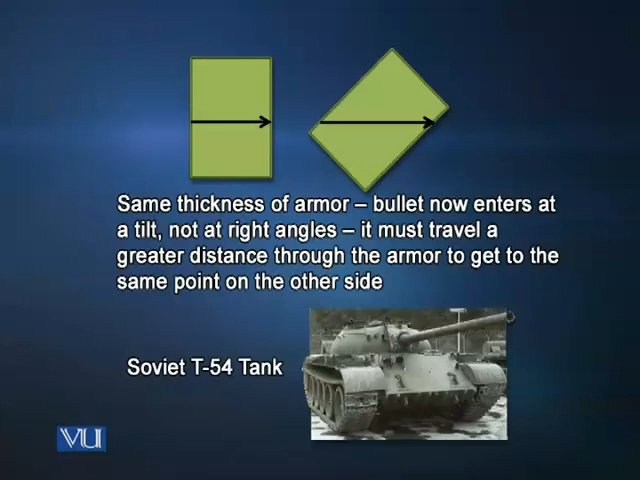 Same thickness of armor – bullet now enters at
a tilt, not at right angles – it must travel a
greater distance through the armor to get to the
same point on the other side
Soviet T-54 Tank
VU